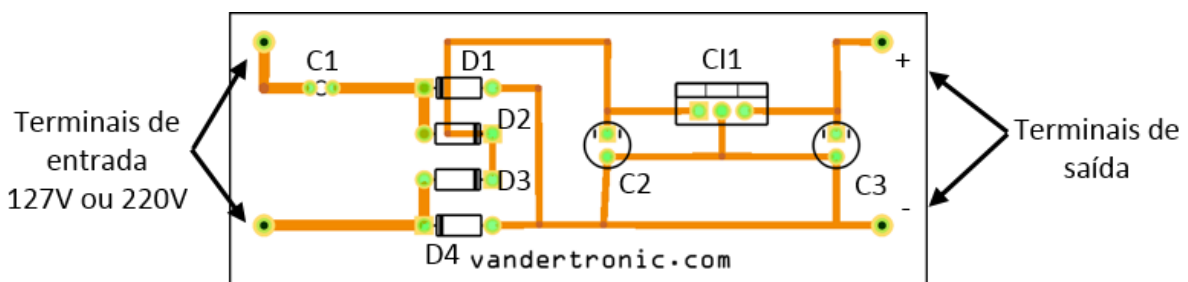 C1
D1
CI1
+
D2
Terminais de
entrada
127V ou 220V
Terminais de
saída
D3
C2
C3
-
D4
vandertronic.com